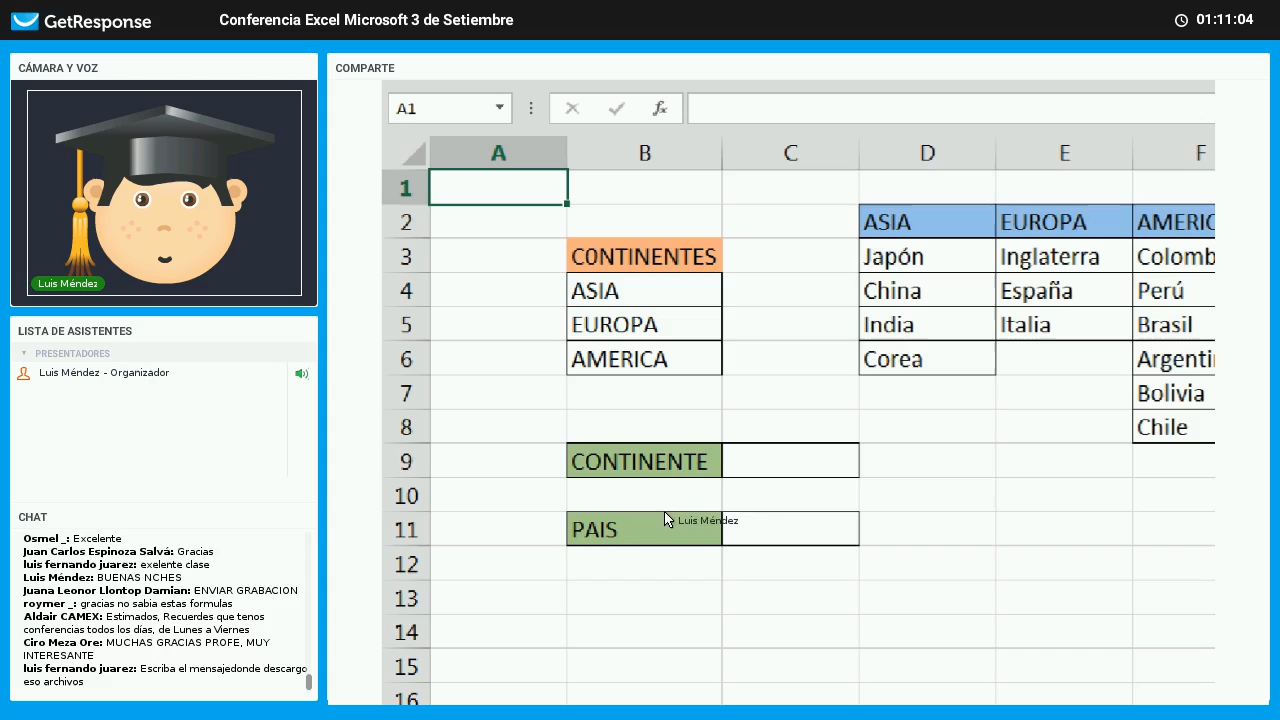 GetResponse
Conferencia Excel Microsoft 3 de Setiembre
01:11:04
CÁMARA Y VOZ
Luis Méndez
LISTA DE ASISTENTES
PRESENTADORES
Luis Méndez - Organizador
CHAT
Osmel _: Excelente
Juan Carlos Espinoza Salvá: Gracias
luis fernando juarez: exelente clase
Luis Méndez: BUENAS NCHES
Juana Leonor Llontop Damian: ENVIAR GRABACION
roymer _: gracias no sabia estas formulas
Aldair CAMEX: Estimados, Recuerdes que tenos
conferencias todos los días, de Lunes a Viernes
Ciro Meza Ore: MUCHAS GRACIAS PROFE, MUY
INTERESANTE
luis fernando juarez: Escriba el mensajedonde descargo
eso archivos
COMPARTE
A1
fx
A B C D E F
1
2 ASIA EUROPA AMERIC
3 CONTINENTES Japón Inglaterra Colomb
4 ASIA China España Perú
5 EUROPA India Italia Brasil
6 AMERICA Corea Argenti
7 Bolivia
8 Chile
9 CONTINENTE
10
Luis Méndez
11 PAIS
12
13
14
15
16